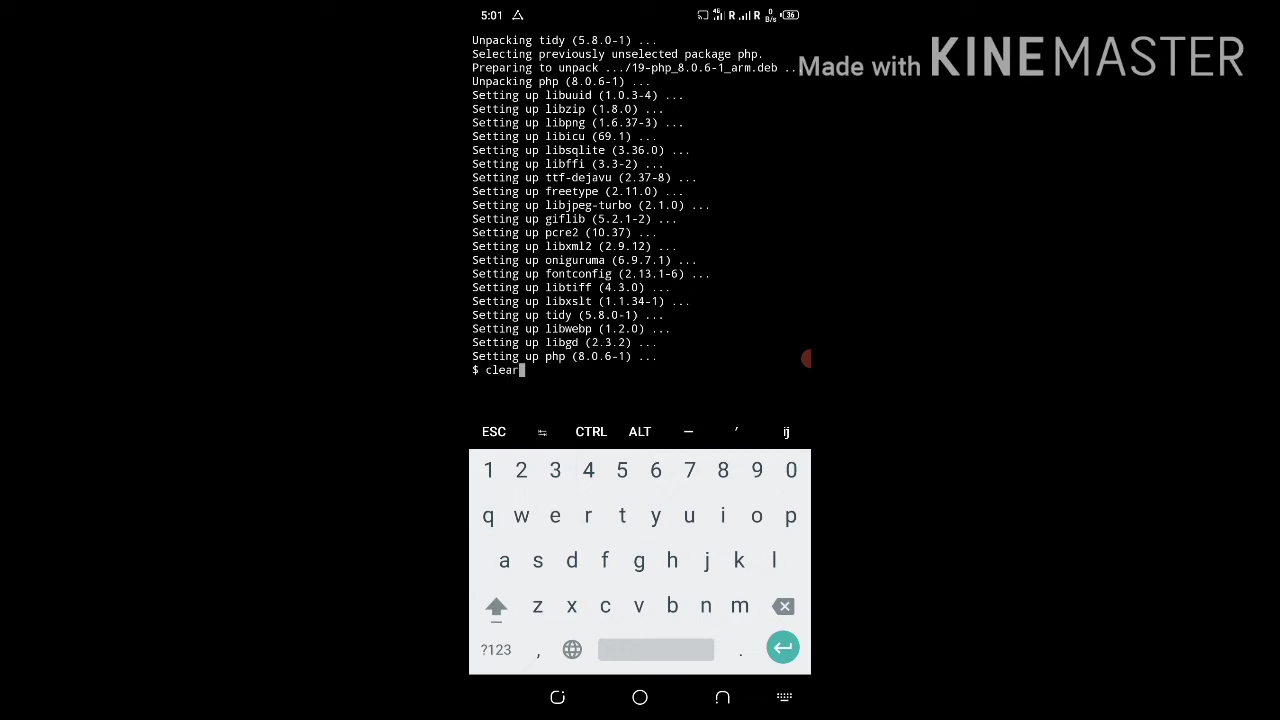 5:01
4G R R 0 B/s 36
Made with KINEMASTER
Unpacking tidy (5.8.0-1) ...
Selecting previously unselected package php.
Preparing to unpack .../19-php_8.0.6-1_arm.deb ..
Unpacking php (8.0.6-1) ...
Setting up libuuid (1.0.3-4) ...
Setting up libzip (1.8.0) ...
Setting up libpng (1.6.37-3) ...
Setting up libicu (69.1) ...
Setting up libsqlite (3.36.0) ...
Setting up libffi (3.3-2) ...
Setting up ttf-dejavu (2.37-8) ...
Setting up freetype (2.11.0) ...
Setting up libjpeg-turbo (2.1.0) ...
Setting up giflib (5.2.1-2) ...
Setting up pcre2 (10.37) ...
Setting up libxml2 (2.9.12) ...
Setting up oniguruma (6.9.7.1) ...
Setting up fontconfig (2.13.1-6) ...
Setting up libtiff (4.3.0) ...
Setting up libxslt (1.1.34-1) ...
Setting up tidy (5.8.0-1) ...
Setting up libwebp (1.2.0) ...
Setting up libgd (2.3.2) ...
Setting up php (8.0.6-1) ...
$ clear
ESC CTRL ALT —
1 2 3 4 5 6 7 8 9 0
q w e r t y u i o p
a s d f g h j k l
z x c v b n m
?123 , .